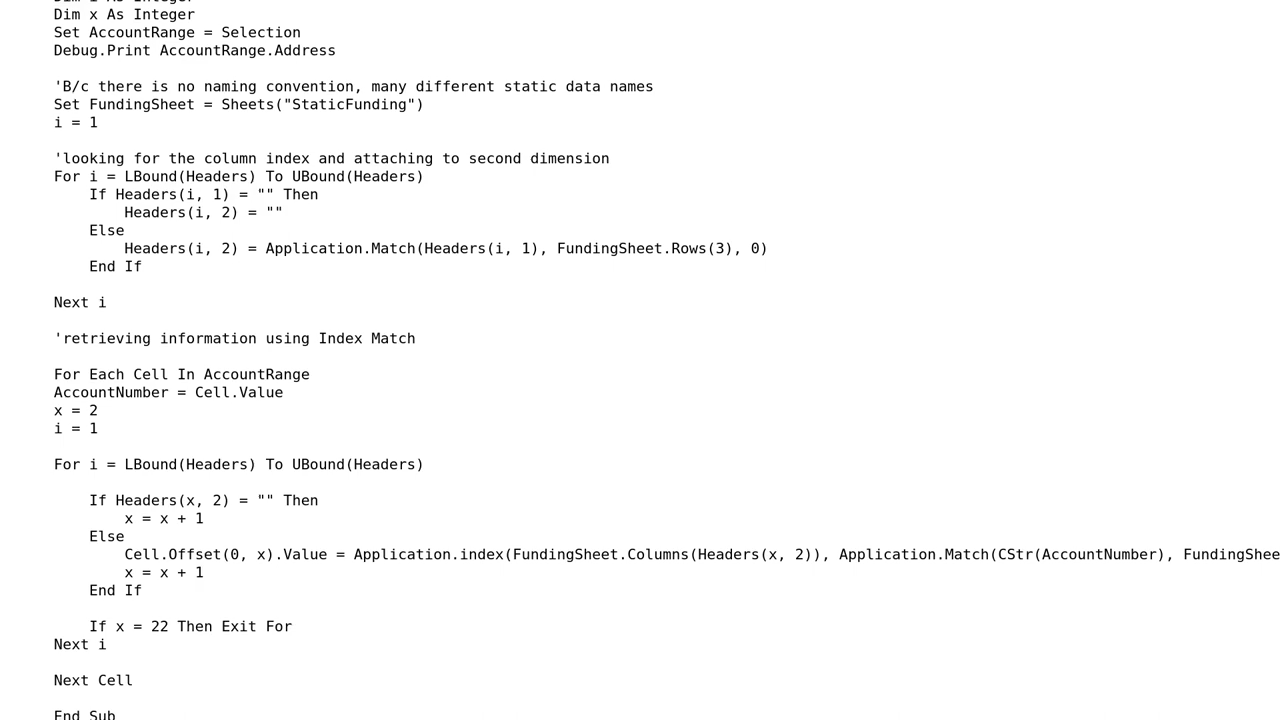 Dim i As Integer
Dim x As Integer
Set AccountRange = Selection
Debug.Print AccountRange.Address
'B/c there is no naming convention, many different static data names
Set FundingSheet = Sheets("StaticFunding")
i = 1
'looking for the column index and attaching to second dimension
For i = LBound(Headers) To UBound(Headers)
If Headers(i, 1) = "" Then
Headers(i, 2) = ""
Else
Headers(i, 2) = Application.Match(Headers(i, 1), FundingSheet.Rows(3), 0)
End If
Next i
'retrieving information using Index Match
For Each Cell In AccountRange
AccountNumber = Cell.Value
x = 2
i = 1
For i = LBound(Headers) To UBound(Headers)
If Headers(x, 2) = "" Then
x = x + 1
Else
Cell.Offset(0, x).Value = Application.index(FundingSheet.Columns(Headers(x, 2)), Application.Match(CStr(AccountNumber), FundingShee
x = x + 1
End If
If x = 22 Then Exit For
Next i
Next Cell
End Sub